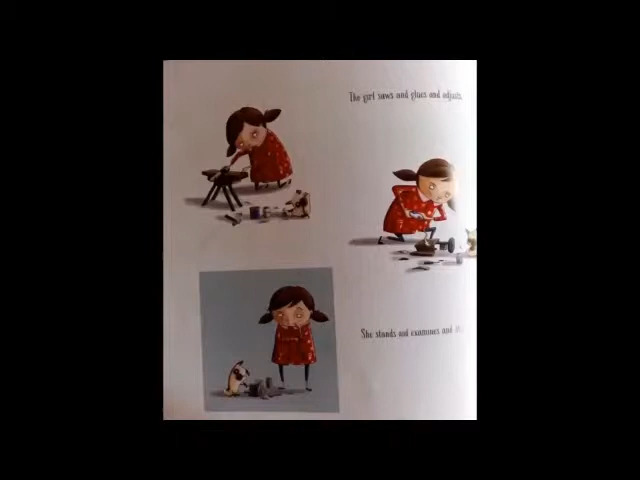 The girl saws and glues and adjusts
She stands and examines and